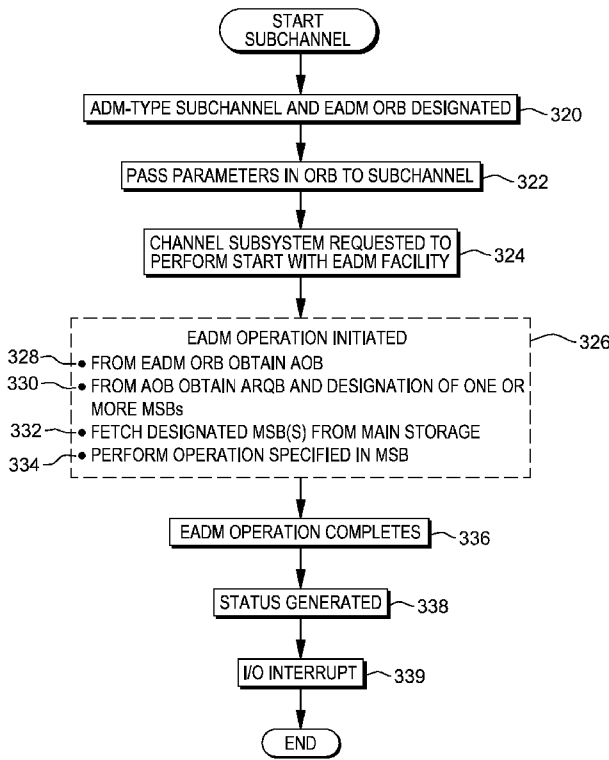 START
SUBCHANNEL
ADM-TYPE SUBCHANNEL AND EADM ORB DESIGNATED
320
PASS PARAMETERS IN ORB TO SUBCHANNEL
322
CHANNEL SUBSYSTEM REQUESTED TO
PERFORM START WITH EADM FACILITY
324
EADM OPERATION INITIATED
326
328 • FROM EADM ORB OBTAIN AOB
330 • FROM AOB OBTAIN ARQB AND DESIGNATION OF ONE OR
MORE MSBs
332 • FETCH DESIGNATED MSB(S) FROM MAIN STORAGE
334 • PERFORM OPERATION SPECIFIED IN MSB
EADM OPERATION COMPLETES
336
STATUS GENERATED
338
I/O INTERRUPT
339
END